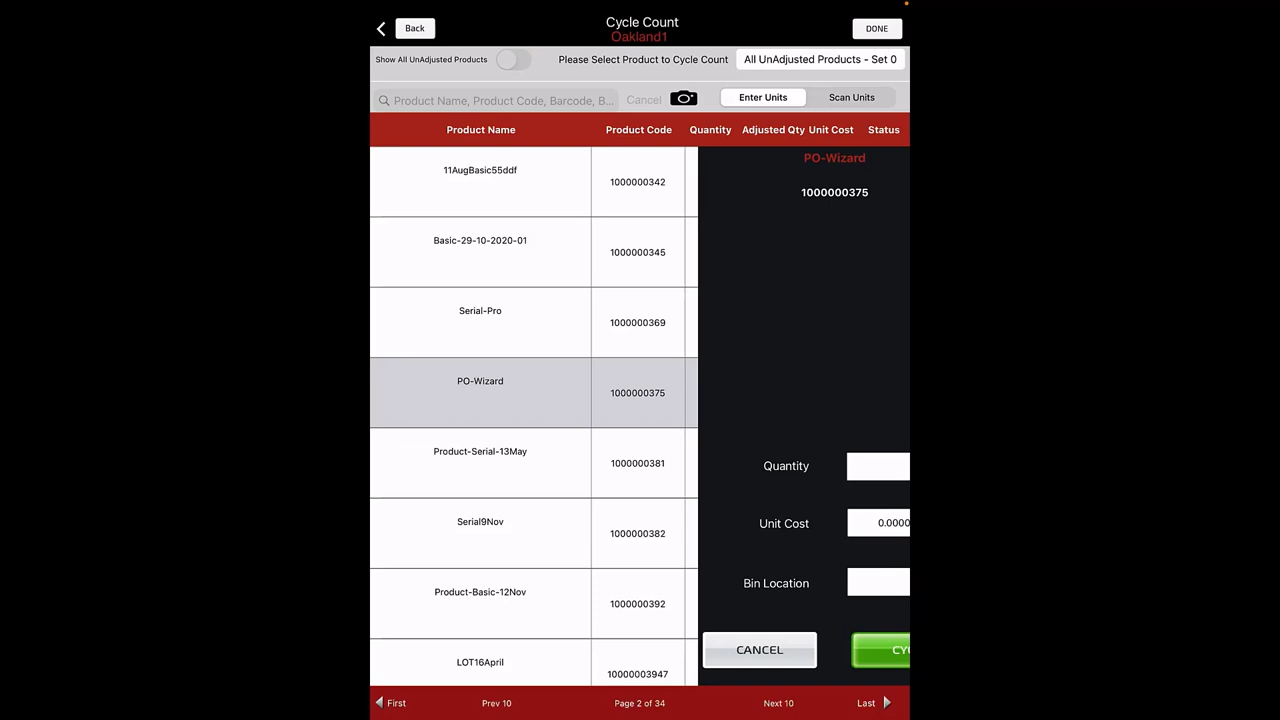 Back
Cycle Count
DONE
Oakland1
Show All UnAdjusted Products
Please Select Product to Cycle Count
All UnAdjusted Products - Set 0
Product Name, Product Code, Barcode, B...
Cancel
Enter Units
Scan Units
Product Name
Product Code
Quantity
Adjusted Qty
Unit Cost
Status
11AugBasic55ddf
1000000342
Basic-29-10-2020-01
1000000345
Serial-Pro
1000000369
PO-Wizard
1000000375
Product-Serial-13May
1000000381
Serial9Nov
1000000382
Product-Basic-12Nov
1000000392
LOT16April
10000003947
PO-Wizard
1000000375
Quantity
Unit Cost
0.0000
Bin Location
CANCEL
CY
First
Prev 10
Page 2 of 34
Next 10
Last